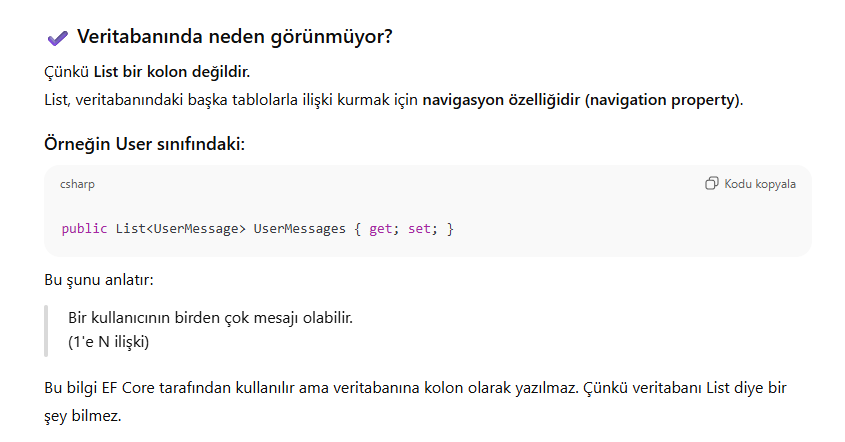 Veritabanında neden görünmüyor?
Çünkü List bir kolon değildir.
List, veritabanındaki başka tablolarla ilişki kurmak için navigasyon özelliğidir (navigation property).
Örneğin User sınıfındaki:
csharp
Kodu kopyala
public List<UserMessage> UserMessages { get; set; }
Bu şunu anlatır:
Bir kullanıcının birden çok mesajı olabilir.
(1'e N ilişki)
Bu bilgi EF Core tarafından kullanılır ama veritabanına kolon olarak yazılmaz. Çünkü veritabanı List diye bir
şey bilmez.